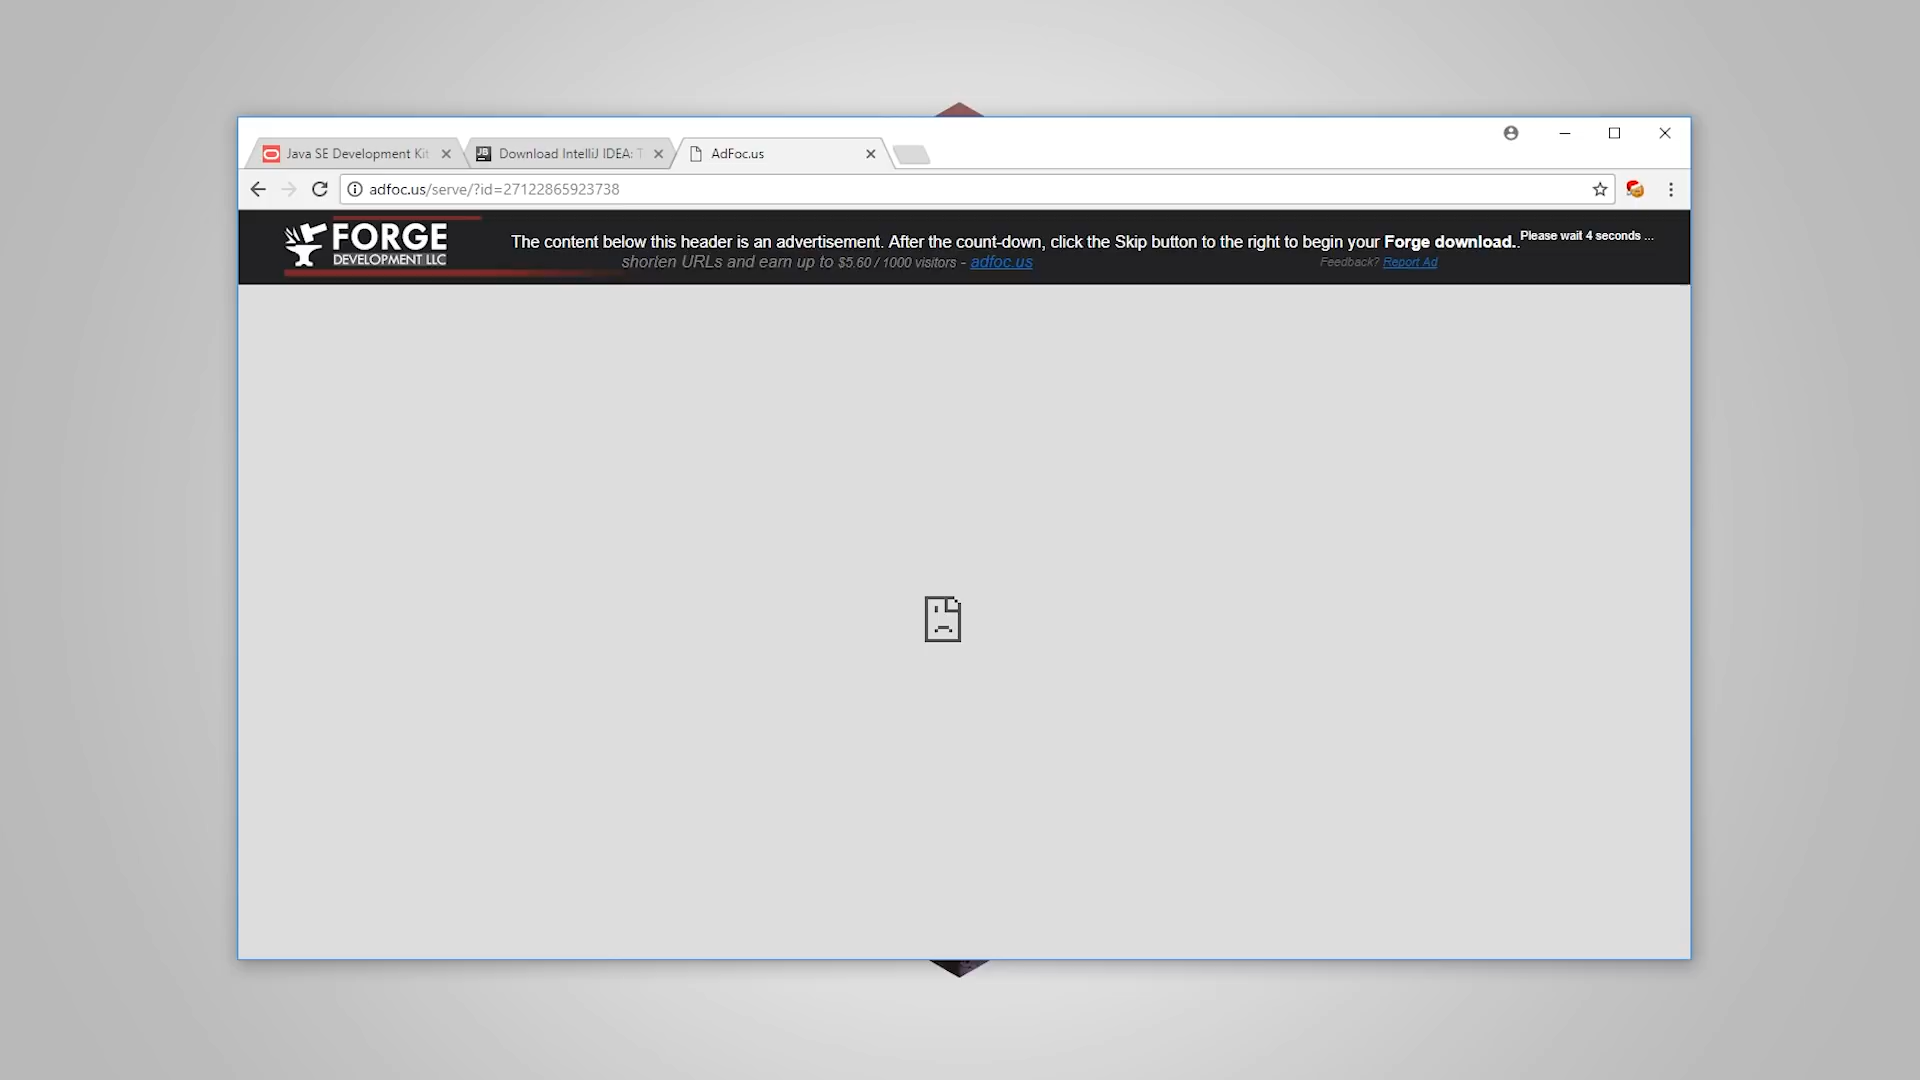 Java SE Development Kit
Download IntelliJ IDEA: T
AdFoc.us
adfoc.us/serve/?id=27122865923738
FORGE
DEVELOPMENT LLC
The content below this header is an advertisement. After the count-down, click the Skip button to the right to begin your Forge download..
Please wait 4 seconds ...
shorten URLs and earn up to $5.60 / 1000 visitors - adfoc.us
Feedback? Report Ad
JB